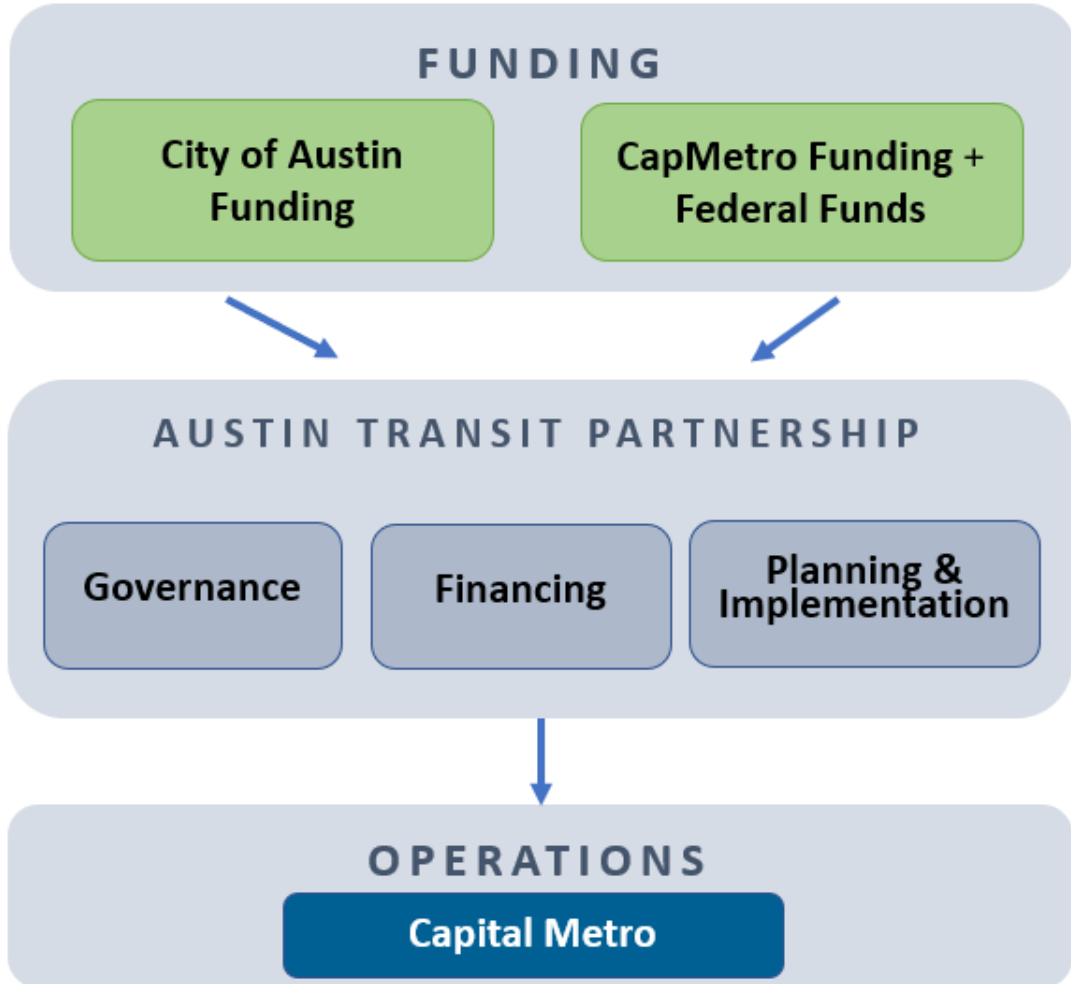 FUNDING
City of Austin
Funding
CapMetro Funding +
Federal Funds
AUSTIN TRANSIT PARTNERSHIP
Governance
Financing
Planning &
Implementation
OPERATIONS
Capital Metro